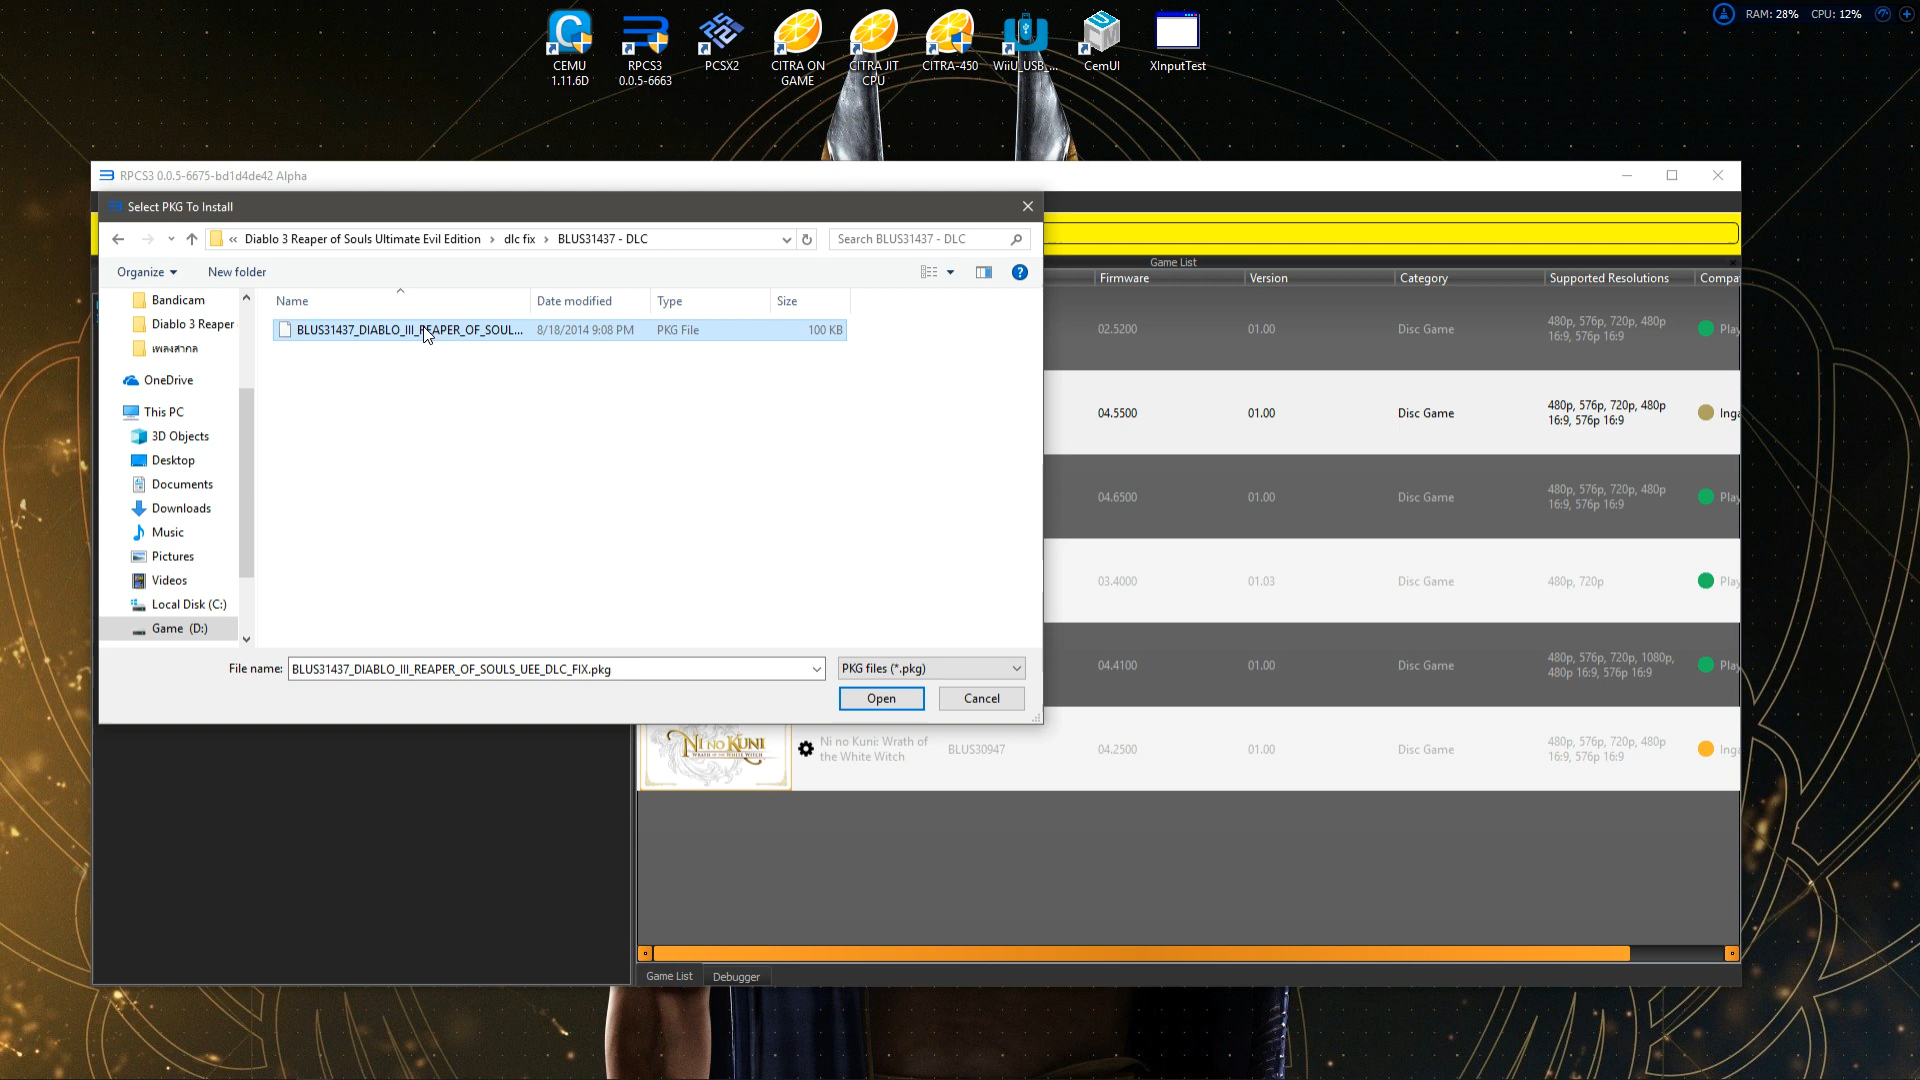 RAM: 28% CPU: 12%
CEMU
1.11.6D
RPCS3
0.0.5-6663
PCSX2
CITRA ON
GAME
CITRA JIT
CPU
CITRA-450
WiiU_USB_...
CemUI
XInputTest
RPCS3 0.0.5-6675-bd1d4de42 Alpha
Select PKG To Install
« Diablo 3 Reaper of Souls Ultimate Evil Edition › dlc fix › BLUS31437 - DLC
Search BLUS31437 - DLC
Organize
New folder
Name
Date modified
Type
Size
BLUS31437_DIABLO_III_REAPER_OF_SOUL...
8/18/2014 9:08 PM
PKG File
100 KB
Bandicam
Diablo 3 Reaper
เพลงสากล
OneDrive
This PC
3D Objects
Desktop
Documents
Downloads
Music
Pictures
Videos
Local Disk (C:)
Game (D:)
File name: BLUS31437_DIABLO_III_REAPER_OF_SOULS_UEE_DLC_FIX.pkg
PKG files (*.pkg)
Open
Cancel
Game List
Firmware Version Category Supported Resolutions Compa
02.5200 01.00 Disc Game 480p, 576p, 720p, 480p
16:9, 576p 16:9
Play
04.5500 01.00 Disc Game 480p, 576p, 720p, 480p
16:9, 576p 16:9
Inga
04.6500 01.00 Disc Game 480p, 576p, 720p, 480p
16:9, 576p 16:9
Play
03.4000 01.03 Disc Game 480p, 720p Play
04.4100 01.00 Disc Game 480p, 576p, 720p, 1080p,
480p 16:9, 576p 16:9
Play
NI NO KUNI
WRATH OF THE WHITE WITCH
Ni no Kuni: Wrath of
the White Witch
BLUS30947
04.2500 01.00 Disc Game 480p, 576p, 720p, 480p
16:9, 576p 16:9
Inga
Game List
Debugger